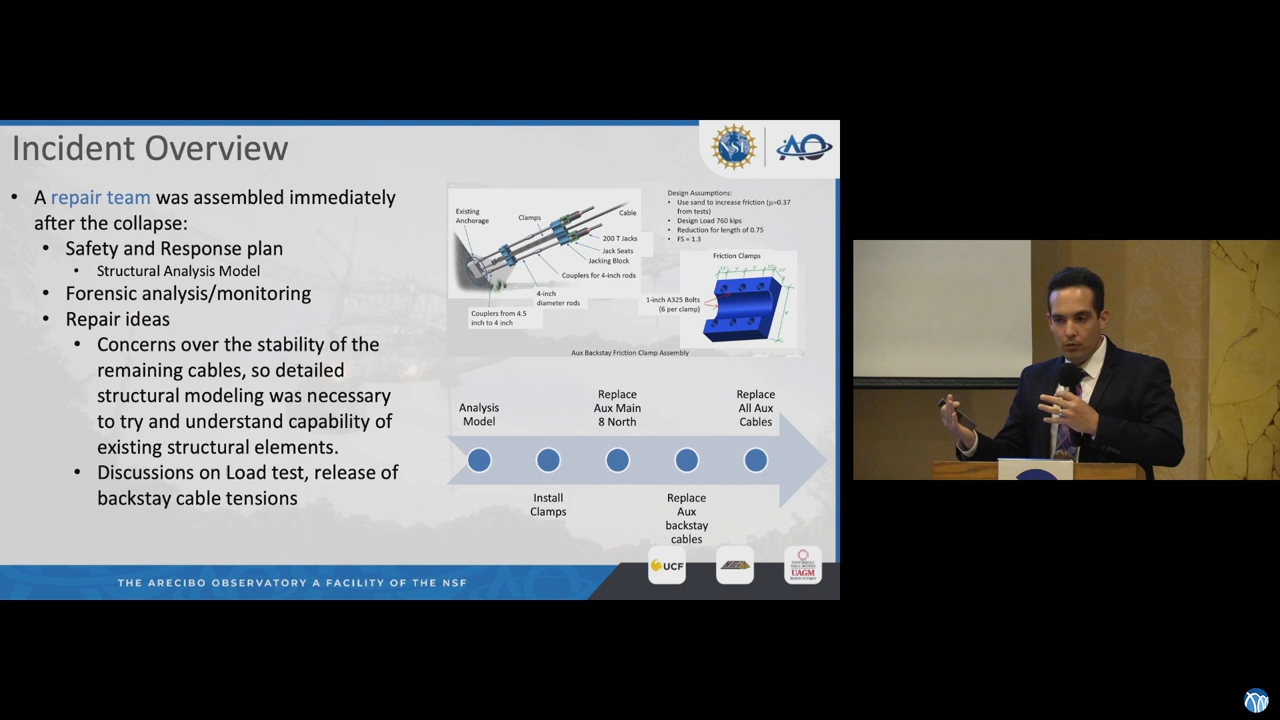 Incident Overview
NSF
AO
• A repair team was assembled immediately
after the collapse:
• Safety and Response plan
• Structural Analysis Model
• Forensic analysis/monitoring
• Repair ideas
• Concerns over the stability of the
remaining cables, so detailed
structural modeling was necessary
to try and understand capability of
existing structural elements.
• Discussions on Load test, release of
backstay cable tensions
Existing
Anchorage
Clamps
Cable
200 T Jacks
Jack Seats
Jacking Block
Couplers for 4-inch rods
4-inch
diameter rods
Couplers from 4.5
inch to 4 inch
Design Assumptions:
• Use sand to increase friction (μ=0.37
from tests)
• Design Load 760 kips
• Reduction for length of 0.75
• FS = 1.3
Friction Clamps
1-inch A325 Bolts
(6 per clamp)
Aux Backstay Friction Clamp Assembly
Analysis
Model
Install
Clamps
Replace
Aux Main
8 North
Replace
Aux
backstay
cables
Replace
All Aux
Cables
THE ARECIBO OBSERVATORY A FACILITY OF THE NSF
UCF
UAGM